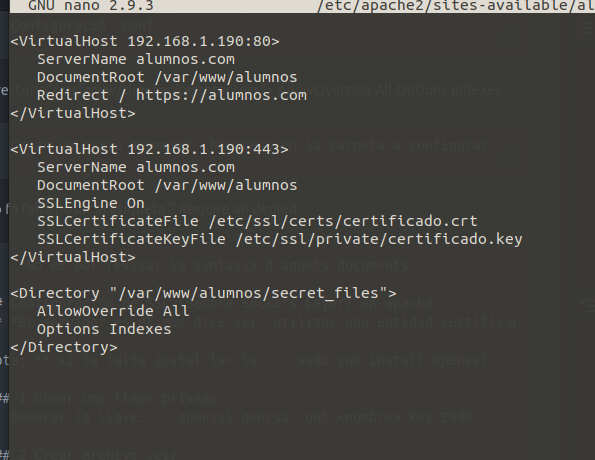 GNU nano 2.9.3 /etc/apache2/sites-available/al
<VirtualHost 192.168.1.190:80>
ServerName alumnos.com
DocumentRoot /var/www/alumnos
Redirect / https://alumnos.com
</VirtualHost>
<VirtualHost 192.168.1.190:443>
ServerName alumnos.com
DocumentRoot /var/www/alumnos
SSLEngine On
SSLCertificateFile /etc/ssl/certs/certificado.crt
SSLCertificateKeyFile /etc/ssl/private/certificado.key
</VirtualHost>
<Directory "/var/www/alumnos/secret_files">
AllowOverride All
Options Indexes
</Directory>